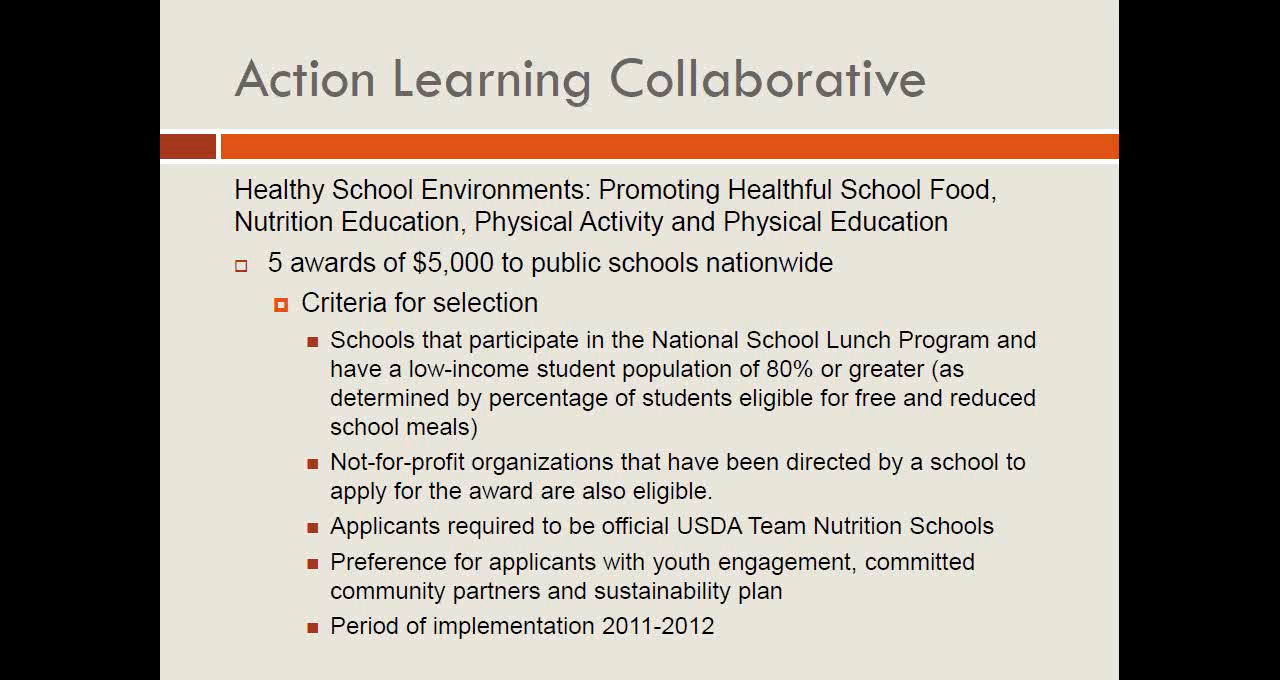 Action Learning Collaborative
Healthy School Environments: Promoting Healthful School Food,
Nutrition Education, Physical Activity and Physical Education
5 awards of $5,000 to public schools nationwide
Criteria for selection
Schools that participate in the National School Lunch Program and
have a low-income student population of 80% or greater (as
determined by percentage of students eligible for free and reduced
school meals)
Not-for-profit organizations that have been directed by a school to
apply for the award are also eligible.
Applicants required to be official USDA Team Nutrition Schools
Preference for applicants with youth engagement, committed
community partners and sustainability plan
Period of implementation 2011-2012